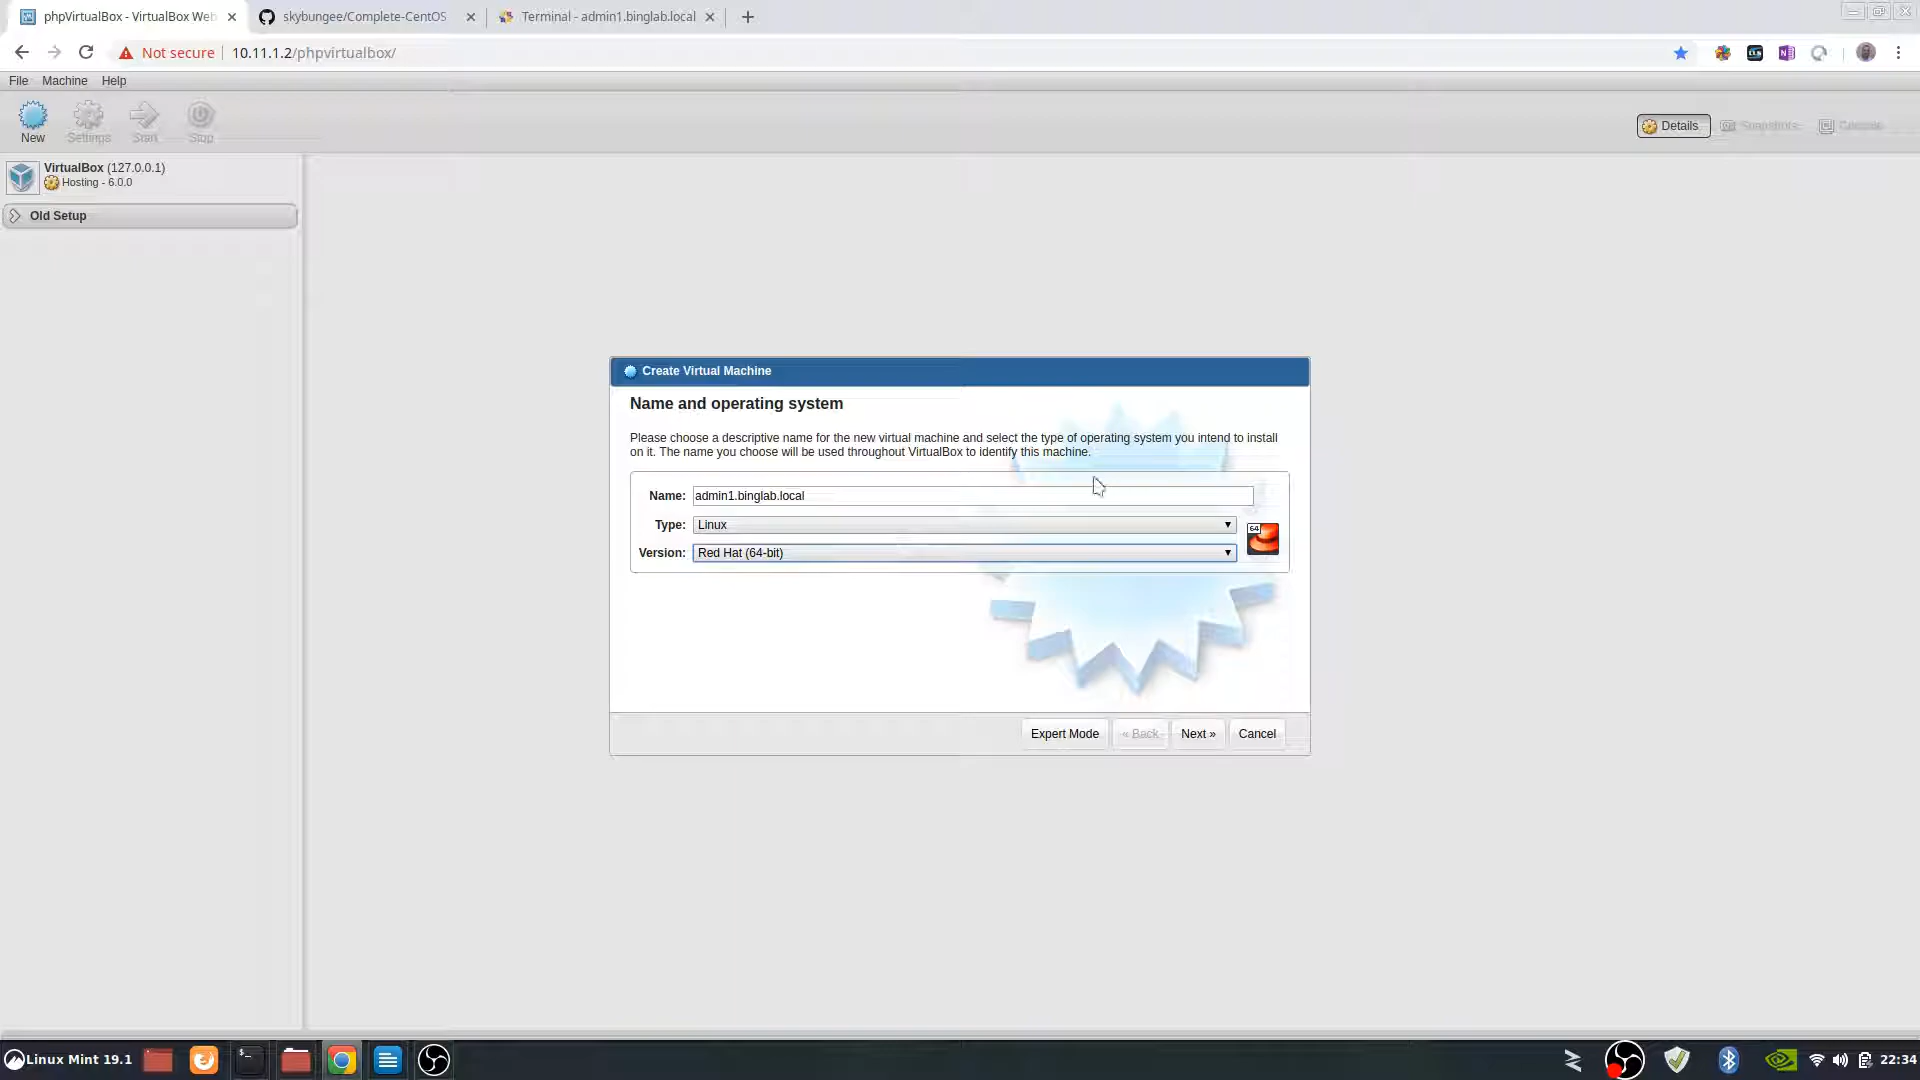 phpVirtualBox - VirtualBox Web
skybungee/Complete-CentOS
Terminal - admin1.binglab.local
Not secure
10.11.1.2/phpvirtualbox/
File Machine Help
New Settings Start Stop
Details Snapshots Console
VirtualBox (127.0.0.1)
Hosting - 6.0.0
Old Setup
Create Virtual Machine
Name and operating system
Please choose a descriptive name for the new virtual machine and select the type of operating system you intend to install
on it. The name you choose will be used throughout VirtualBox to identify this machine.
Name: admin1.binglab.local
Type: Linux
64
Version: Red Hat (64-bit)
Expert Mode « Back Next » Cancel
Linux Mint 19.1
22:34